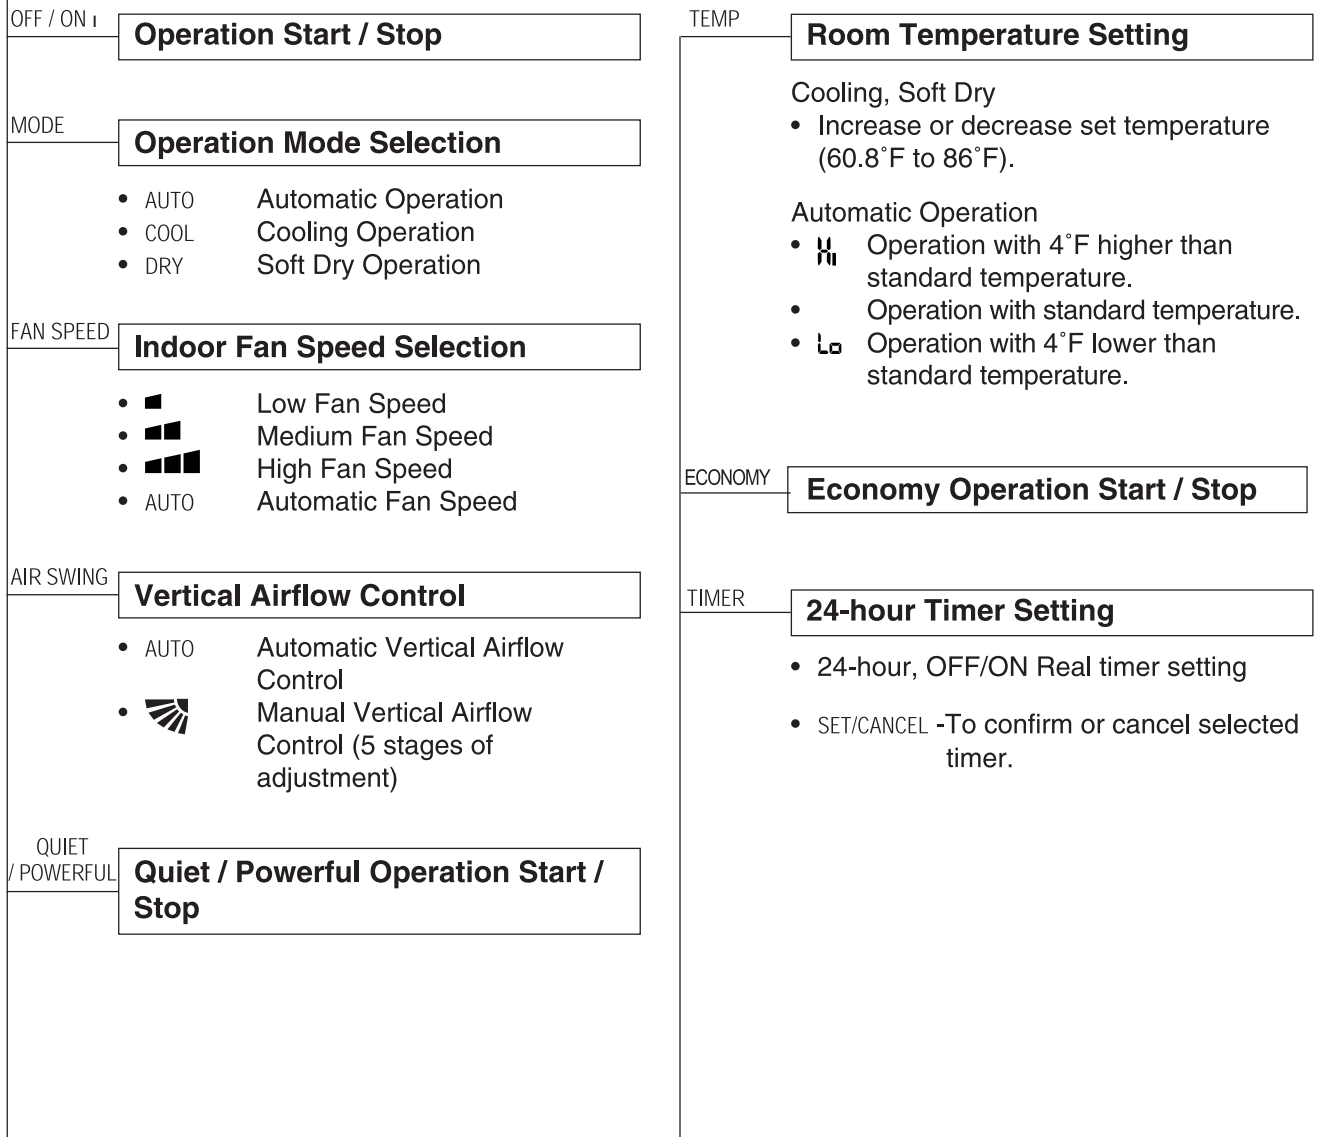 OFF / ON
Operation Start / Stop
MODE
Operation Mode Selection
• AUTO Automatic Operation
• COOL Cooling Operation
• DRY Soft Dry Operation
FAN SPEED
Indoor Fan Speed Selection
• Low Fan Speed
• Medium Fan Speed
• High Fan Speed
• AUTO Automatic Fan Speed
AIR SWING
Vertical Airflow Control
• AUTO Automatic Vertical Airflow
Control
• Manual Vertical Airflow
Control (5 stages of
adjustment)
QUIET
/ POWERFUL
Quiet / Powerful Operation Start /
Stop
TEMP
Room Temperature Setting
Cooling, Soft Dry
• Increase or decrease set temperature
(60.8˚F to 86˚F).
Automatic Operation
• HI Operation with 4˚F higher than
standard temperature.
• Operation with standard temperature.
• Lo Operation with 4˚F lower than
standard temperature.
ECONOMY
Economy Operation Start / Stop
TIMER
24-hour Timer Setting
• 24-hour, OFF/ON Real timer setting
• SET/CANCEL -To confirm or cancel selected
timer.